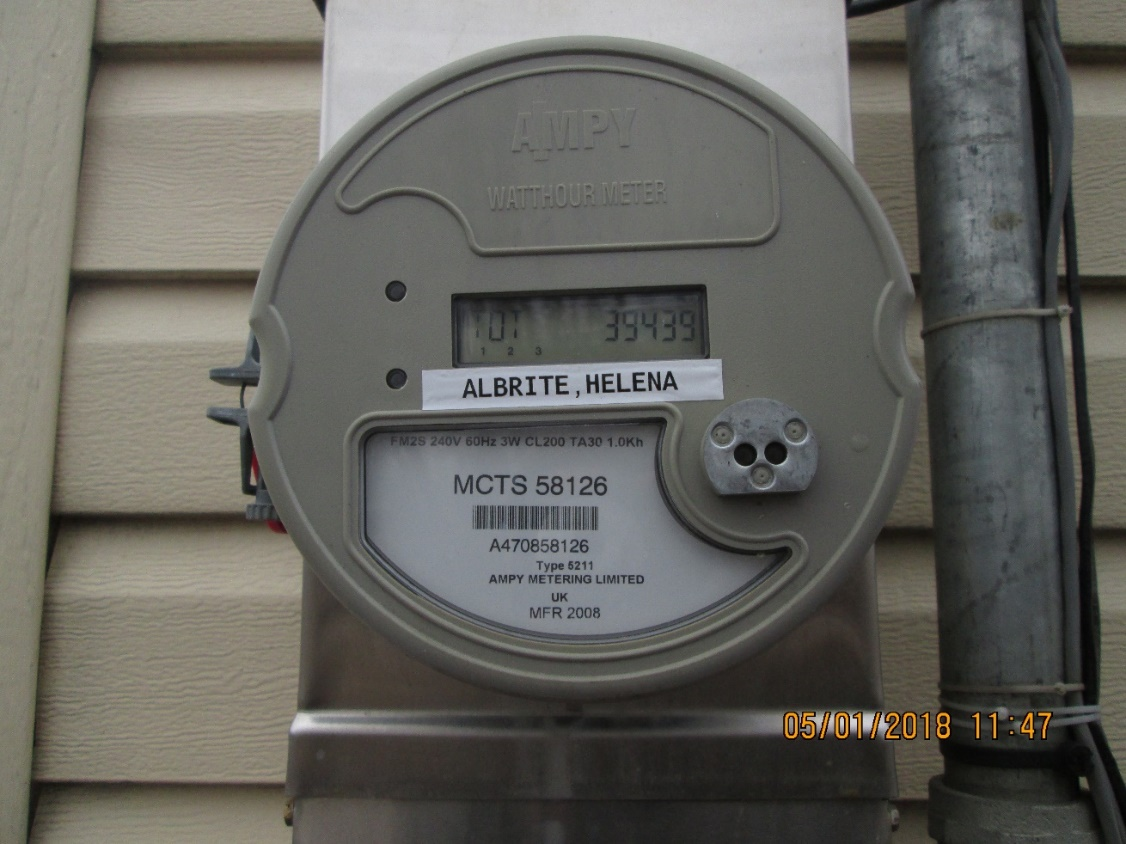 AMPY
WATTHOUR METER
TOT 39439
1 2 3
ALBRITE,HELENA
FM2S 240V 60Hz 3W CL200 TA30 1.0Kh
MCTS 58126
A470858126
Type 5211
AMPY METERING LIMITED
UK
MFR 2008
05/01/2018 11:47